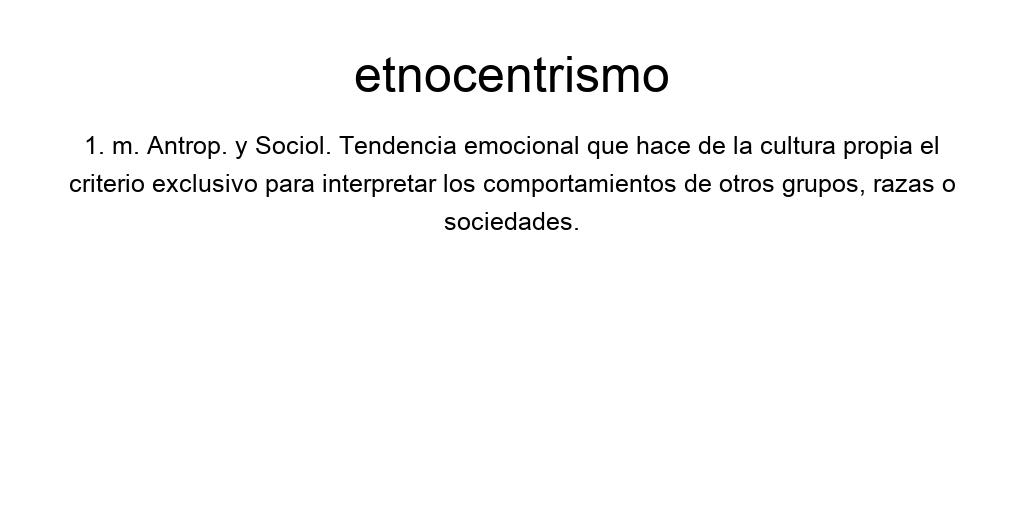 etnocentrismo
1. m. Antrop. y Sociol. Tendencia emocional que hace de la cultura propia el
criterio exclusivo para interpretar los comportamientos de otros grupos, razas o
sociedades.